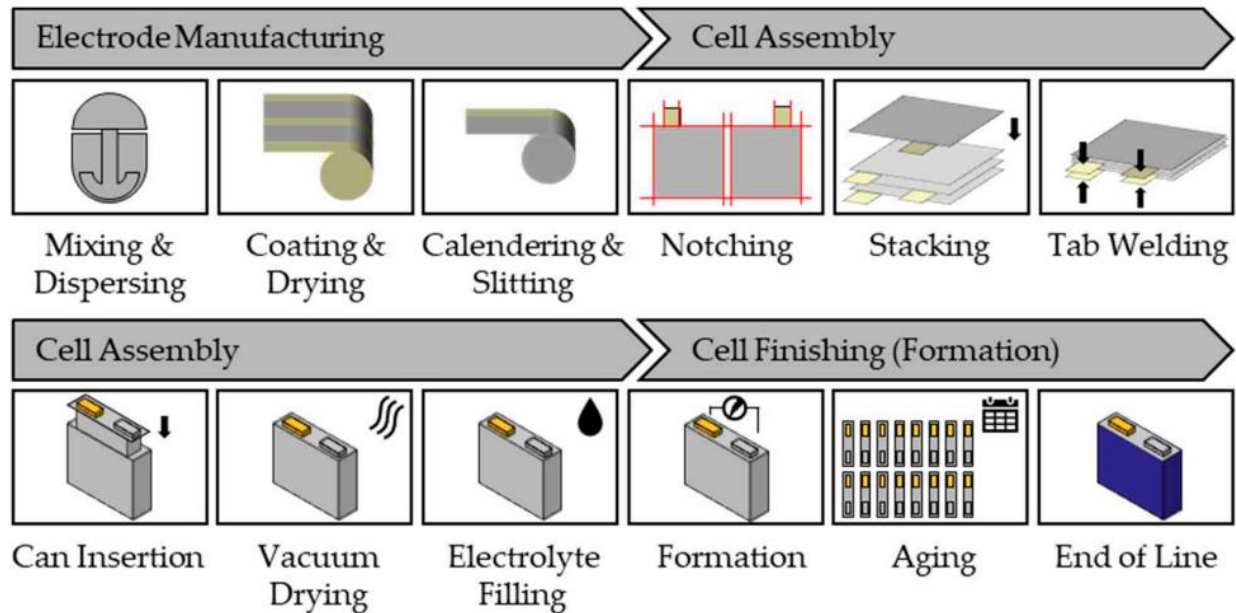 Electrode Manufacturing
Cell Assembly
Mixing &
Dispersing
Coating &
Drying
Calendering &
Slitting
Notching
Stacking
Tab Welding
Cell Assembly
Cell Finishing (Formation)
Can Insertion
Vacuum
Drying
Electrolyte
Filling
Formation
Aging
End of Line